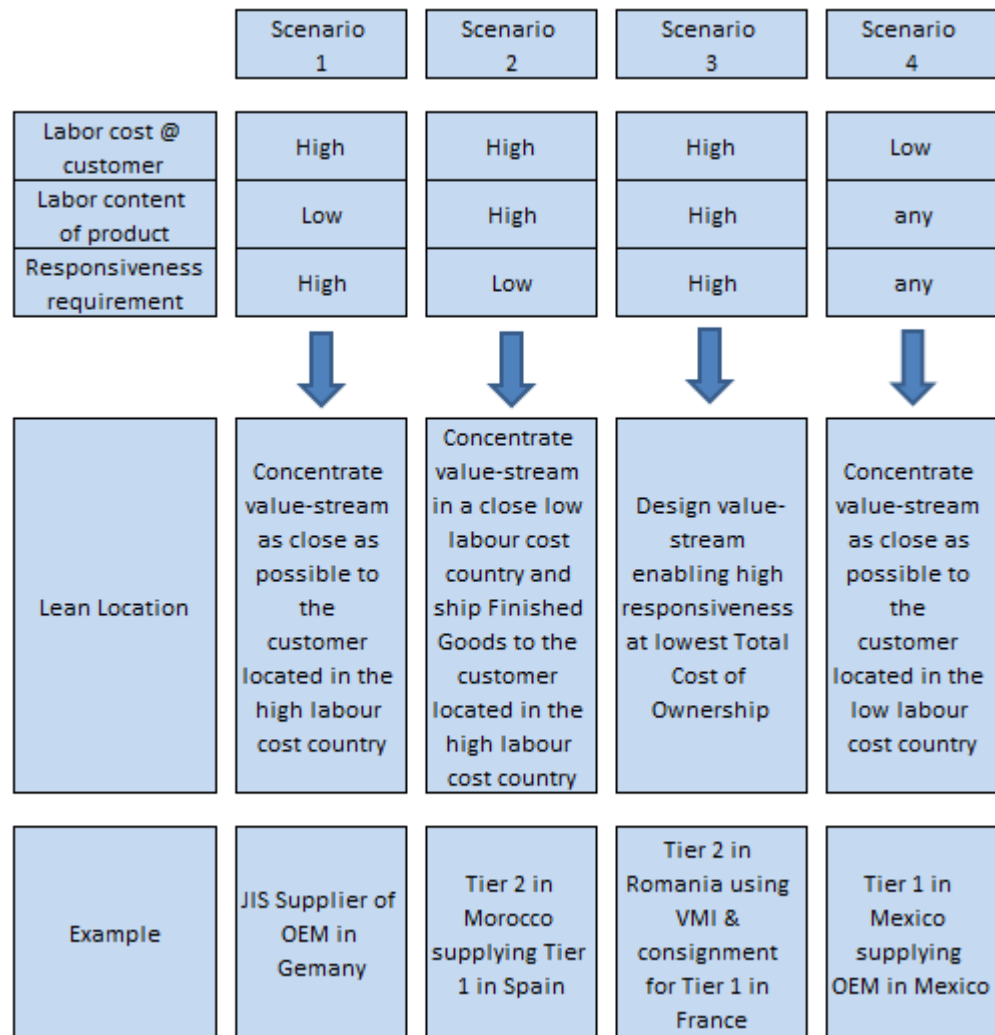 Scenario
1
Scenario
2
Scenario
3
Scenario
4
Labor cost @
customer
High
High
High
Low
Labor content
of product
Low
High
High
any
Responsiveness
requirement
High
Low
High
any
Lean Location
Concentrate
value-stream
as close as
possible to
the
customer
located in the
high labour
cost country
Concentrate
value-stream
in a close low
labour cost
country and
ship Finished
Goods to the
customer
located in the
high labour
cost country
Design value-
stream
enabling high
responsiveness
at lowest Total
Cost of
Ownership
Concentrate
value-stream
as close as
possible to
the
customer
located in the
low labour
cost country
Example
JIS Supplier of
OEM in
Gemany
Tier 2 in
Morocco
supplying Tier
1 in Spain
Tier 2 in
Romania using
VMI &
consignment
for Tier 1 in
France
Tier 1 in
Mexico
supplying
OEM in Mexico